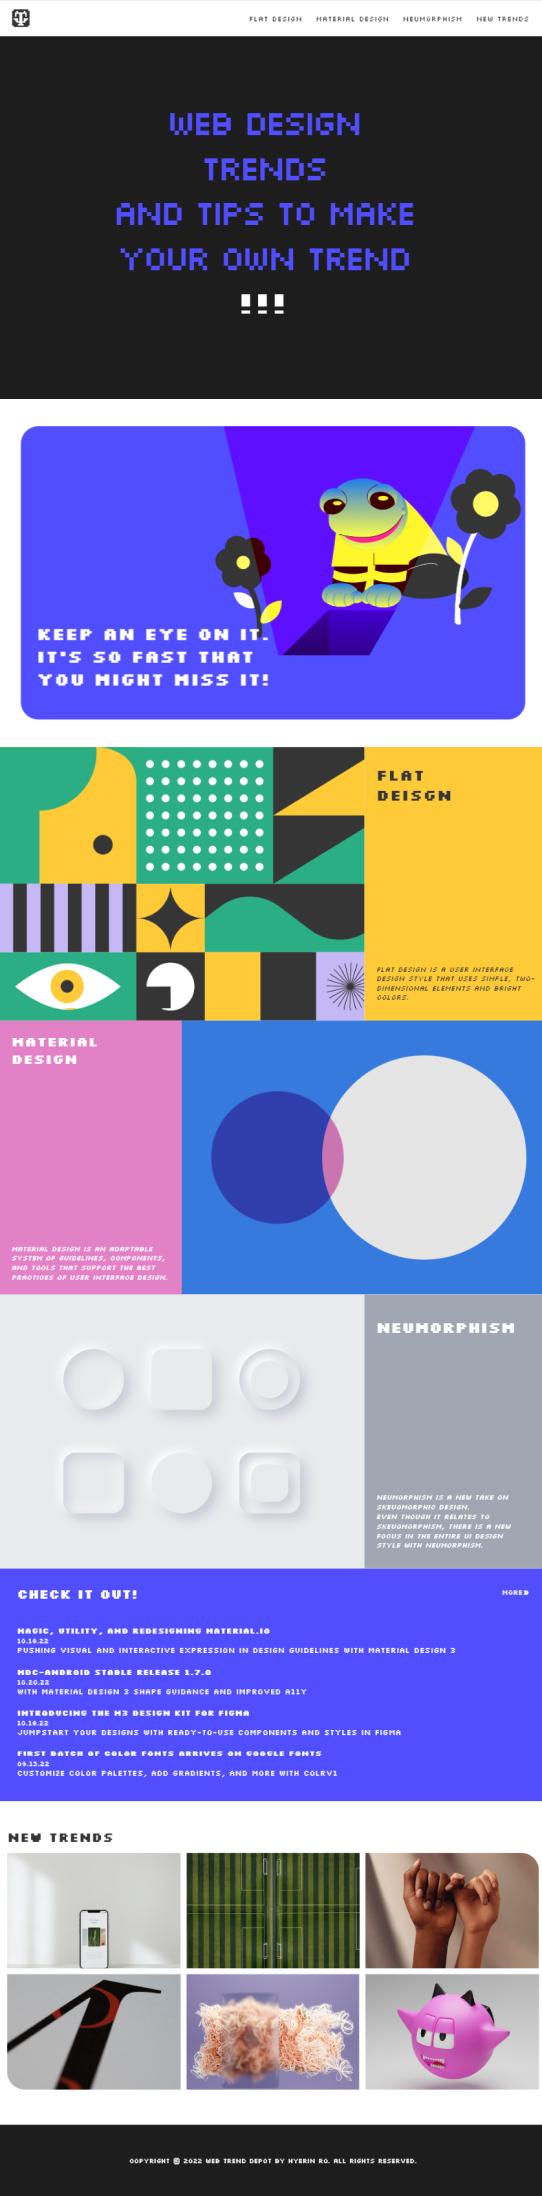 FLAT DESIGN MATERIAL DESIGN NEUMORPHISM NEW TRENDS
WEB DESIGN
TRENDS
AND TIPS TO MAKE
YOUR OWN TREND
!!!
KEEP AN EYE ON IT.
IT'S SO FAST THAT
YOU MIGHT MISS IT!
FLAT
DEISGN
FLAT DESIGN IS A USER INTERFACE
DESIGN STYLE THAT USES SIMPLE, TWO-
DIMENSIONAL ELEMENTS AND BRIGHT
COLORS.
MATERIAL
DESIGN
MATERIAL DESIGN IS AN ADAPTABLE
SYSTEM OF GUIDELINES, COMPONENTS,
AND TOOLS THAT SUPPORT THE BEST
PRACTICES OF USER INTERFACE DESIGN.
NEUMORPHISM
NEUMORPHISM IS A NEW TAKE ON
SKEUOMORPHIC DESIGN.
EVEN THOUGH IT RELATES TO
SKEUOMORPHISM, THERE IS A NEW
FOCUS IN THE ENTIRE UI DESIGN
STYLE WITH NEUMORPHISM.
CHECK IT OUT!
MORE»
MAGIC, UTILITY, AND REDESIGNING MATERIAL.IO
10.19.22
PUSHING VISUAL AND INTERACTIVE EXPRESSION IN DESIGN GUIDELINES WITH MATERIAL DESIGN 3
MDC-ANDROID STABLE RELEASE 1.7.0
10.20.22
WITH MATERIAL DESIGN 3 SHAPE GUIDANCE AND IMPROVED A11Y
INTRODUCING THE M3 DESIGN KIT FOR FIGMA
10.18.22
JUMPSTART YOUR DESIGNS WITH READY-TO-USE COMPONENTS AND STYLES IN FIGMA
FIRST BATCH OF COLOR FONTS ARRIVES ON GOOGLE FONTS
09.13.22
CUSTOMIZE COLOR PALETTES, ADD GRADIENTS, AND MORE WITH COLRV1
NEW TRENDS
COPYRIGHT © 2022 WEB TREND DEPOT BY HYERIN RO. ALL RIGHTS RESERVED.